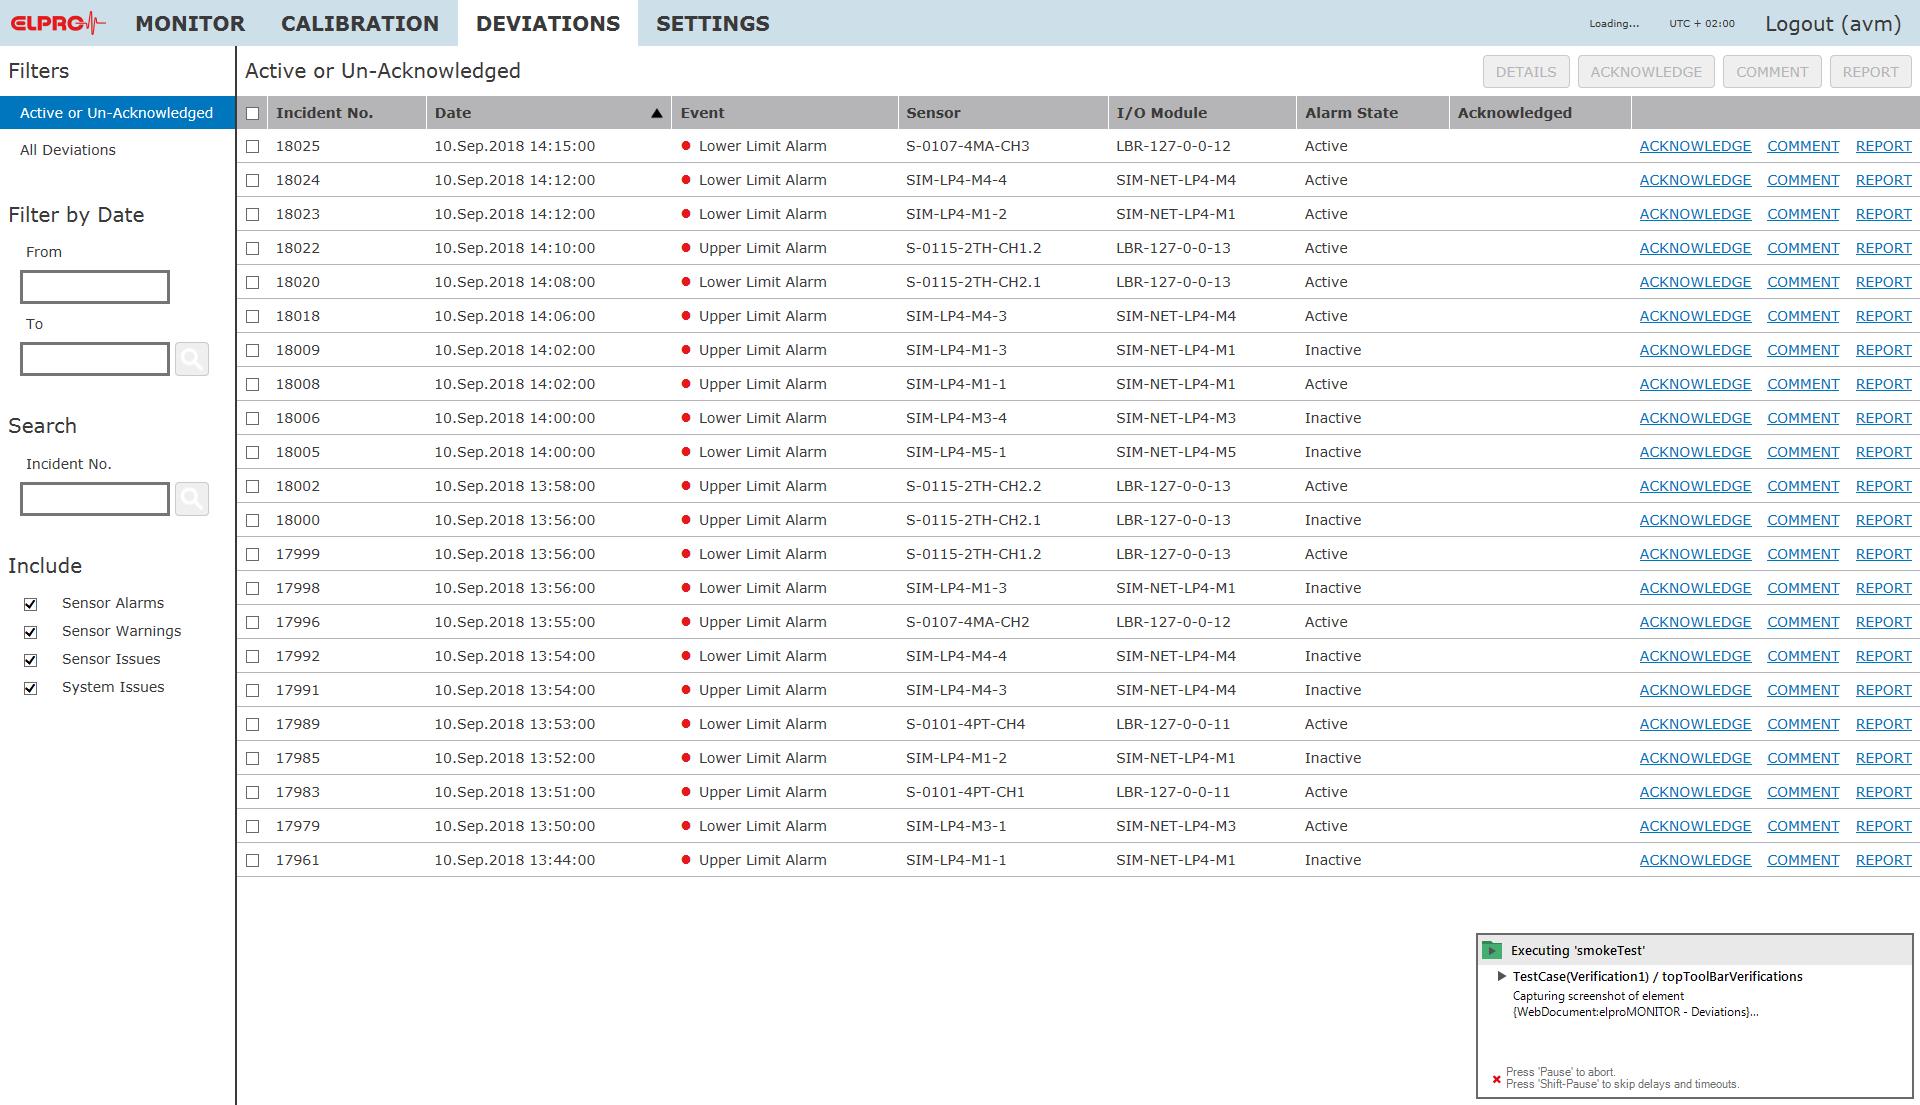 ELPRO MONITOR CALIBRATION DEVIATIONS SETTINGS Loading... UTC + 02:00 Logout (avm)
Filters
Active or Un-Acknowledged
All Deviations
Filter by Date
From
To
Search
Incident No.
Include
Sensor Alarms
Sensor Warnings
Sensor Issues
System Issues
Active or Un-Acknowledged DETAILS ACKNOWLEDGE COMMENT REPORT
Incident No. Date Event Sensor I/O Module Alarm State Acknowledged
18025 10.Sep.2018 14:15:00 Lower Limit Alarm S-0107-4MA-CH3 LBR-127-0-0-12 Active ACKNOWLEDGE COMMENT REPORT
18024 10.Sep.2018 14:12:00 Lower Limit Alarm SIM-LP4-M4-4 SIM-NET-LP4-M4 Active ACKNOWLEDGE COMMENT REPORT
18023 10.Sep.2018 14:12:00 Lower Limit Alarm SIM-LP4-M1-2 SIM-NET-LP4-M1 Active ACKNOWLEDGE COMMENT REPORT
18022 10.Sep.2018 14:10:00 Upper Limit Alarm S-0115-2TH-CH1.2 LBR-127-0-0-13 Active ACKNOWLEDGE COMMENT REPORT
18020 10.Sep.2018 14:08:00 Lower Limit Alarm S-0115-2TH-CH2.1 LBR-127-0-0-13 Active ACKNOWLEDGE COMMENT REPORT
18018 10.Sep.2018 14:06:00 Upper Limit Alarm SIM-LP4-M4-3 SIM-NET-LP4-M4 Active ACKNOWLEDGE COMMENT REPORT
18009 10.Sep.2018 14:02:00 Upper Limit Alarm SIM-LP4-M1-3 SIM-NET-LP4-M1 Inactive ACKNOWLEDGE COMMENT REPORT
18008 10.Sep.2018 14:02:00 Upper Limit Alarm SIM-LP4-M1-1 SIM-NET-LP4-M1 Active ACKNOWLEDGE COMMENT REPORT
18006 10.Sep.2018 14:00:00 Lower Limit Alarm SIM-LP4-M3-4 SIM-NET-LP4-M3 Inactive ACKNOWLEDGE COMMENT REPORT
18005 10.Sep.2018 14:00:00 Lower Limit Alarm SIM-LP4-M5-1 SIM-NET-LP4-M5 Inactive ACKNOWLEDGE COMMENT REPORT
18002 10.Sep.2018 13:58:00 Upper Limit Alarm S-0115-2TH-CH2.2 LBR-127-0-0-13 Active ACKNOWLEDGE COMMENT REPORT
18000 10.Sep.2018 13:56:00 Upper Limit Alarm S-0115-2TH-CH2.1 LBR-127-0-0-13 Inactive ACKNOWLEDGE COMMENT REPORT
17999 10.Sep.2018 13:56:00 Lower Limit Alarm S-0115-2TH-CH1.2 LBR-127-0-0-13 Active ACKNOWLEDGE COMMENT REPORT
17998 10.Sep.2018 13:56:00 Lower Limit Alarm SIM-LP4-M1-3 SIM-NET-LP4-M1 Inactive ACKNOWLEDGE COMMENT REPORT
17996 10.Sep.2018 13:55:00 Upper Limit Alarm S-0107-4MA-CH2 LBR-127-0-0-12 Active ACKNOWLEDGE COMMENT REPORT
17992 10.Sep.2018 13:54:00 Lower Limit Alarm SIM-LP4-M4-4 SIM-NET-LP4-M4 Inactive ACKNOWLEDGE COMMENT REPORT
17991 10.Sep.2018 13:54:00 Upper Limit Alarm SIM-LP4-M4-3 SIM-NET-LP4-M4 Inactive ACKNOWLEDGE COMMENT REPORT
17989 10.Sep.2018 13:53:00 Lower Limit Alarm S-0101-4PT-CH4 LBR-127-0-0-11 Active ACKNOWLEDGE COMMENT REPORT
17985 10.Sep.2018 13:52:00 Lower Limit Alarm SIM-LP4-M1-2 SIM-NET-LP4-M1 Inactive ACKNOWLEDGE COMMENT REPORT
17983 10.Sep.2018 13:51:00 Upper Limit Alarm S-0101-4PT-CH1 LBR-127-0-0-11 Active ACKNOWLEDGE COMMENT REPORT
17979 10.Sep.2018 13:50:00 Lower Limit Alarm SIM-LP4-M3-1 SIM-NET-LP4-M3 Active ACKNOWLEDGE COMMENT REPORT
17961 10.Sep.2018 13:44:00 Upper Limit Alarm SIM-LP4-M1-1 SIM-NET-LP4-M1 Inactive ACKNOWLEDGE COMMENT REPORT
Executing 'smokeTest'
TestCase(Verification1) / topToolBarVerifications
Capturing screenshot of element
{WebDocument:elproMONITOR - Deviations}...
Press 'Pause' to abort.
Press 'Shift-Pause' to skip delays and timeouts.